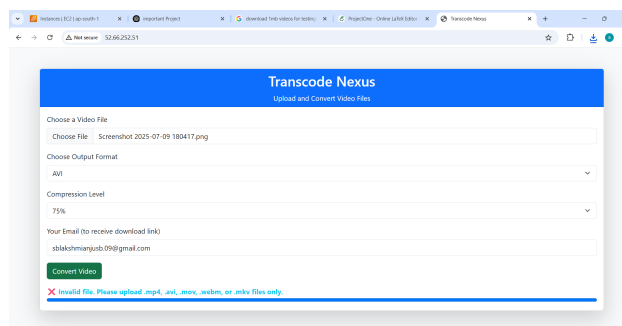 Instances | EC2 | ap-south-1
Important Project
download 1mb videos for testing
ProjectOne - Online LaTeX Editor
Transcode Nexus
Not secure
52.66.252.51
Transcode Nexus
Upload and Convert Video Files
Choose a Video File
Choose File Screenshot 2025-07-09 180417.png
Choose Output Format
AVI
Compression Level
75%
Your Email (to receive download link)
sblakshmianjusb.09@gmail.com
Convert Video
❌ Invalid file. Please upload .mp4, .avi, .mov, .webm, or .mkv files only.